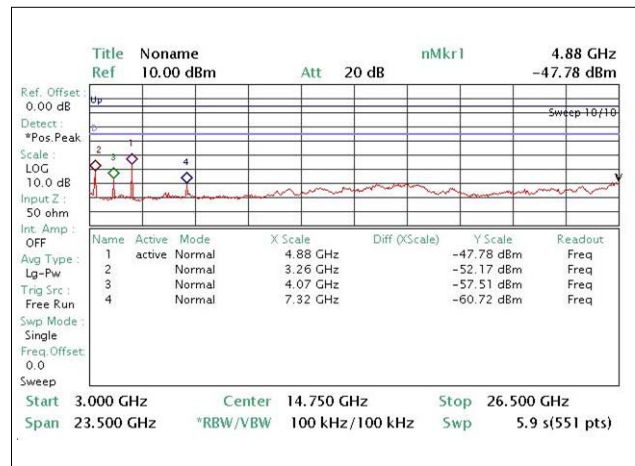 Title Noname nMkr1 4.88 GHz
Ref 10.00 dBm Att 20 dB -47.78 dBm
Ref. Offset :
0.00 dB
Detect :
*Pos.Peak
Scale :
LOG
10.0 dB
Input Z :
50 ohm
Int. Amp :
OFF
Avg Type :
Lg-Pw
Trig Src :
Free Run
Swp Mode :
Single
Freq.Offset:
0.0
Sweep
Up
Sweep 10/10
D
2
3
1
4
Name Active Mode X Scale Diff (XScale) Y Scale Readout
1 active Normal 4.88 GHz -47.78 dBm Freq
2 Normal 3.26 GHz -52.17 dBm Freq
3 Normal 4.07 GHz -57.51 dBm Freq
4 Normal 7.32 GHz -60.72 dBm Freq
Start 3.000 GHz Center 14.750 GHz Stop 26.500 GHz
Span 23.500 GHz *RBW/VBW 100 kHz/100 kHz Swp 5.9 s(551 pts)